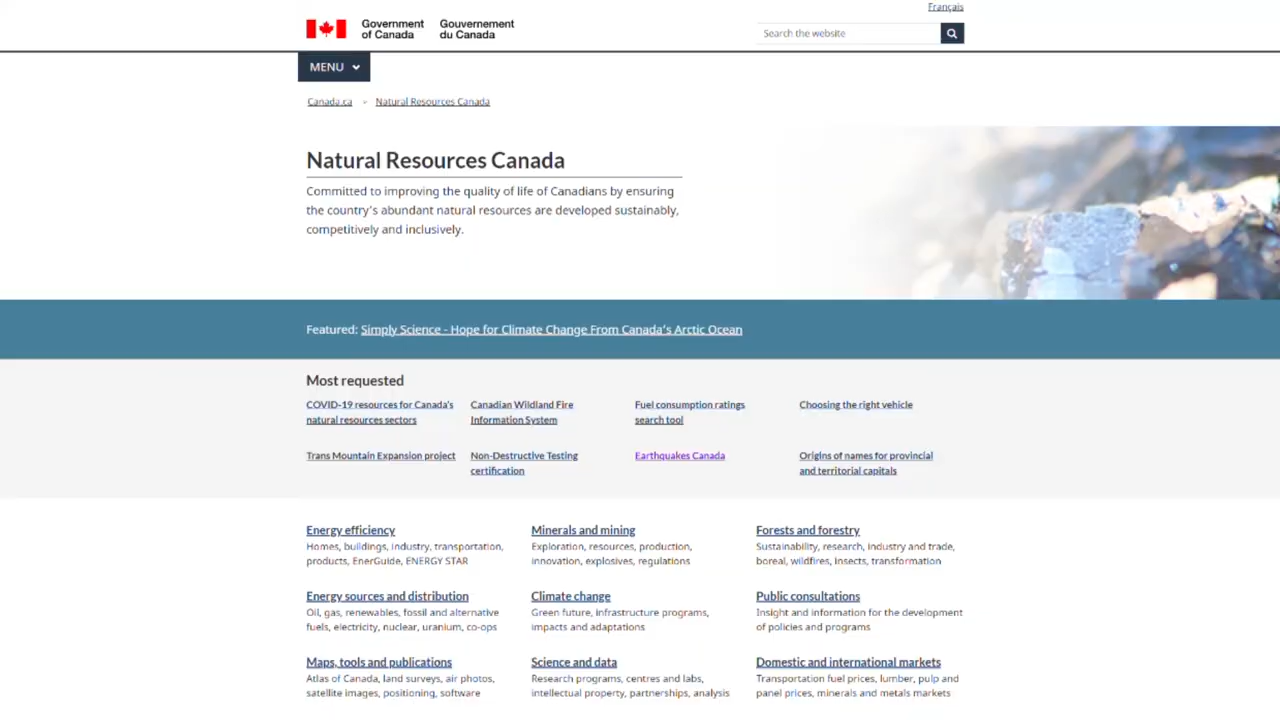 Français
Government of Canada
Gouvernement du Canada
Search the website
MENU
Canada.ca
Natural Resources Canada
Natural Resources Canada
Committed to improving the quality of life of Canadians by ensuring
the country's abundant natural resources are developed sustainably,
competitively and inclusively.
Featured: Simply Science - Hope for Climate Change From Canada's Arctic Ocean
Most requested
COVID-19 resources for Canada's
natural resources sectors
Canadian Wildland Fire
Information System
Fuel consumption ratings
search tool
Choosing the right vehicle
Trans Mountain Expansion project
Non-Destructive Testing
certification
Earthquakes Canada
Origins of names for provincial
and territorial capitals
Energy efficiency
Homes, buildings, industry, transportation,
products, EnerGuide, ENERGY STAR
Minerals and mining
Exploration, resources, production,
innovation, explosives, regulations
Forests and forestry
Sustainability, research, industry and trade,
boreal, wildfires, insects, transformation
Energy sources and distribution
Oil, gas, renewables, fossil and alternative
fuels, electricity, nuclear, uranium, co-ops
Climate change
Green future, infrastructure programs,
impacts and adaptations
Public consultations
Insight and information for the development
of policies and programs
Maps, tools and publications
Atlas of Canada, land surveys, air photos,
satellite images, positioning, software
Science and data
Research programs, centres and labs,
intellectual property, partnerships, analysis
Domestic and international markets
Transportation fuel prices, lumber, pulp and
panel prices, minerals and metals markets